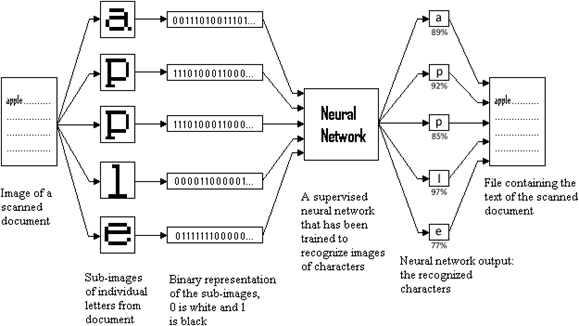 a
00111010011101...
a
89%
p
1110100011000...
p
92%
apple..........
Neural
Network
apple..........
p
1110100011000...
p
85%
l
000011000001...
l
97%
e
0111111100000...
e
77%
Image of a
scanned
document
Sub-images
of individual
letters from
document
Binary representation
of the sub-images,
0 is white and 1
is black
A supervised
neural network
that has been
trained to
recognize images
of characters
Neural network output:
the recognized
characters
File containing the
text of the scanned
document